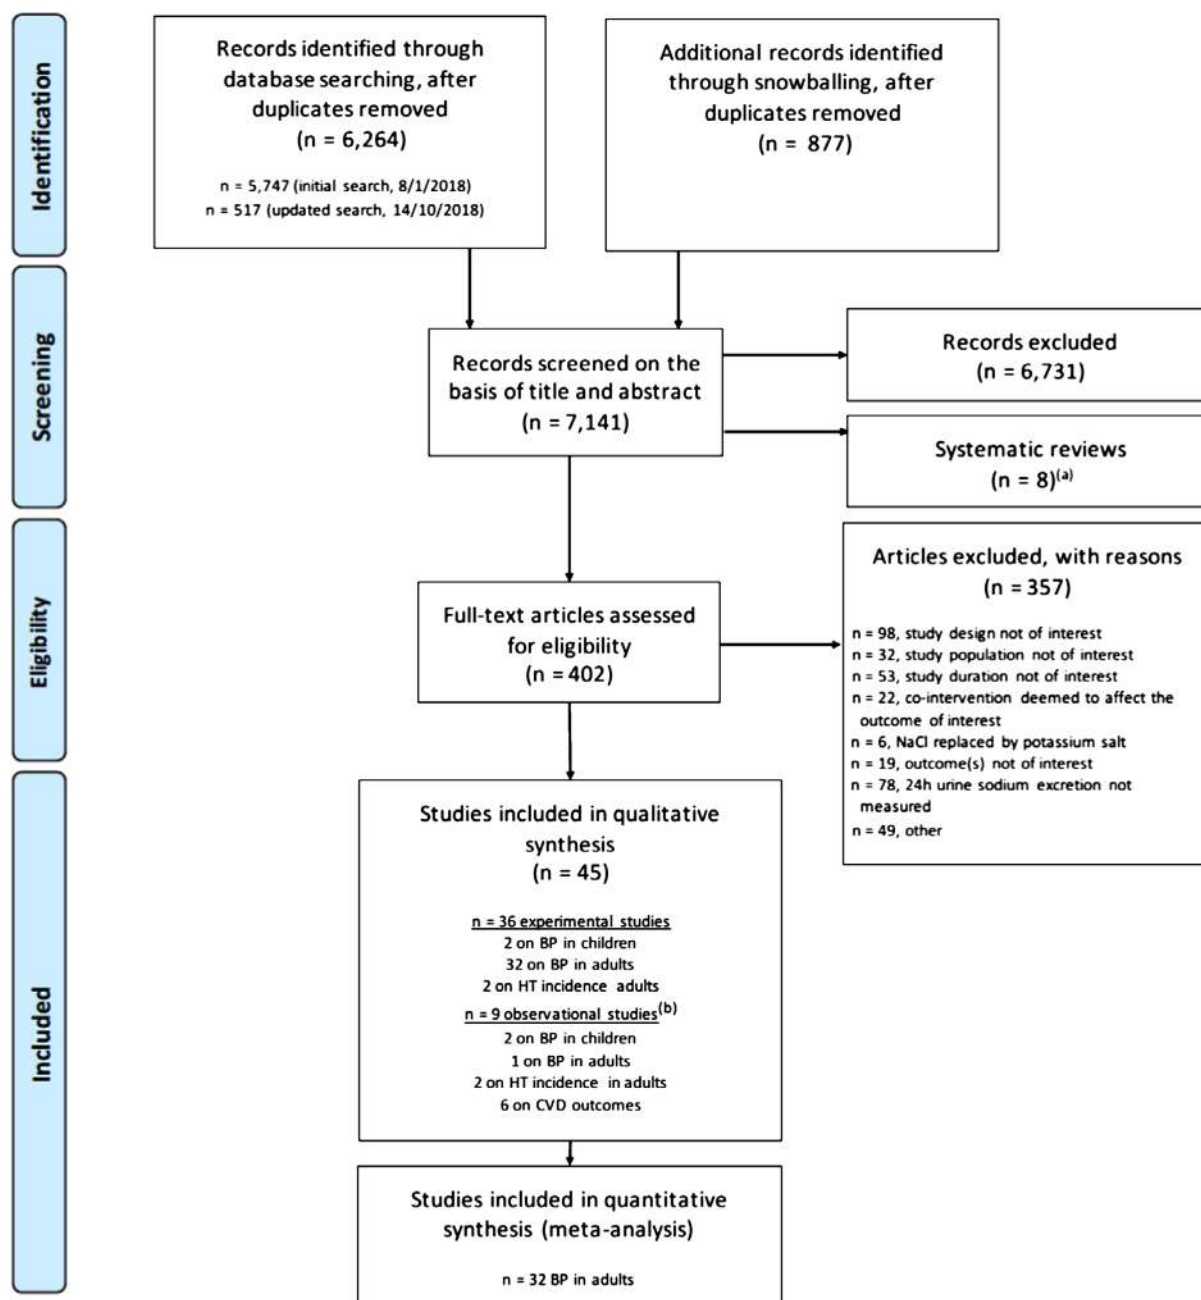 Identification
Records identified through
database searching, after
duplicates removed
(n = 6,264)
n = 5,747 (initial search, 8/1/2018)
n = 517 (updated search, 14/10/2018)
Additional records identified
through snowballing, after
duplicates removed
(n = 877)
Screening
Records screened on the
basis of title and abstract
(n = 7,141)
Records excluded
(n = 6,731)
Systematic reviews
(n = 8)(a)
Eligibility
Full-text articles assessed
for eligibility
(n = 402)
Articles excluded, with reasons
(n = 357)
n = 98, study design not of interest
n = 32, study population not of interest
n = 53, study duration not of interest
n = 22, co-intervention deemed to affect the
outcome of interest
n = 6, NaCl replaced by potassium salt
n = 19, outcome(s) not of interest
n = 78, 24h urine sodium excretion not
measured
n = 49, other
Included
Studies included in qualitative
synthesis
(n = 45)
n = 36 experimental studies
2 on BP in children
32 on BP in adults
2 on HT incidence adults
n = 9 observational studies(b)
2 on BP in children
1 on BP in adults
2 on HT incidence in adults
6 on CVD outcomes
Studies included in quantitative
synthesis (meta-analysis)
n = 32 BP in adults